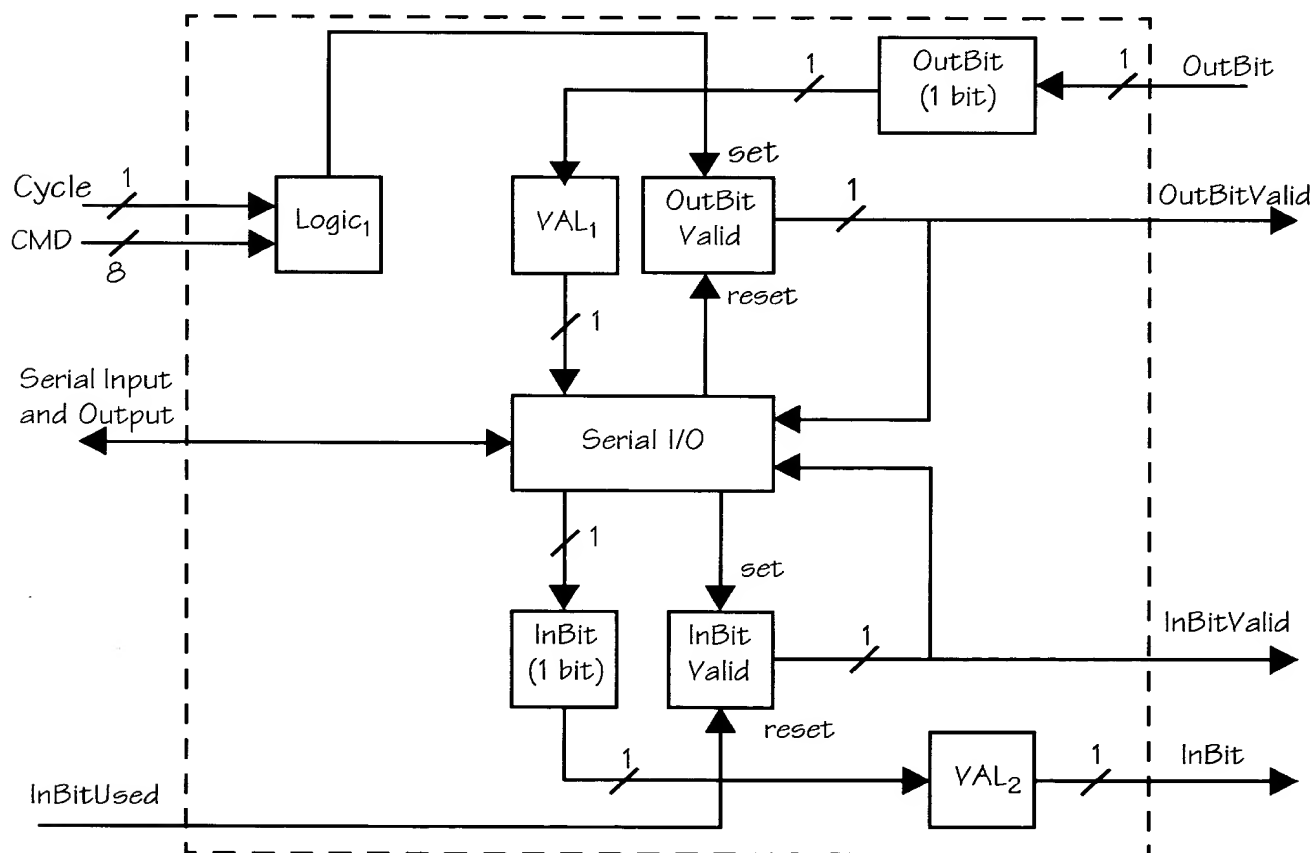 1
OutBit
(1 bit)
1
OutBit
set
Cycle
1
CMD
8
Logic1
VAL1
OutBit
Valid
1
OutBitValid
reset
1
Serial Input
and Output
Serial I/O
1
set
InBit
(1 bit)
InBit
Valid
1
InBitValid
reset
1
VAL2
1
InBit
InBitUsed